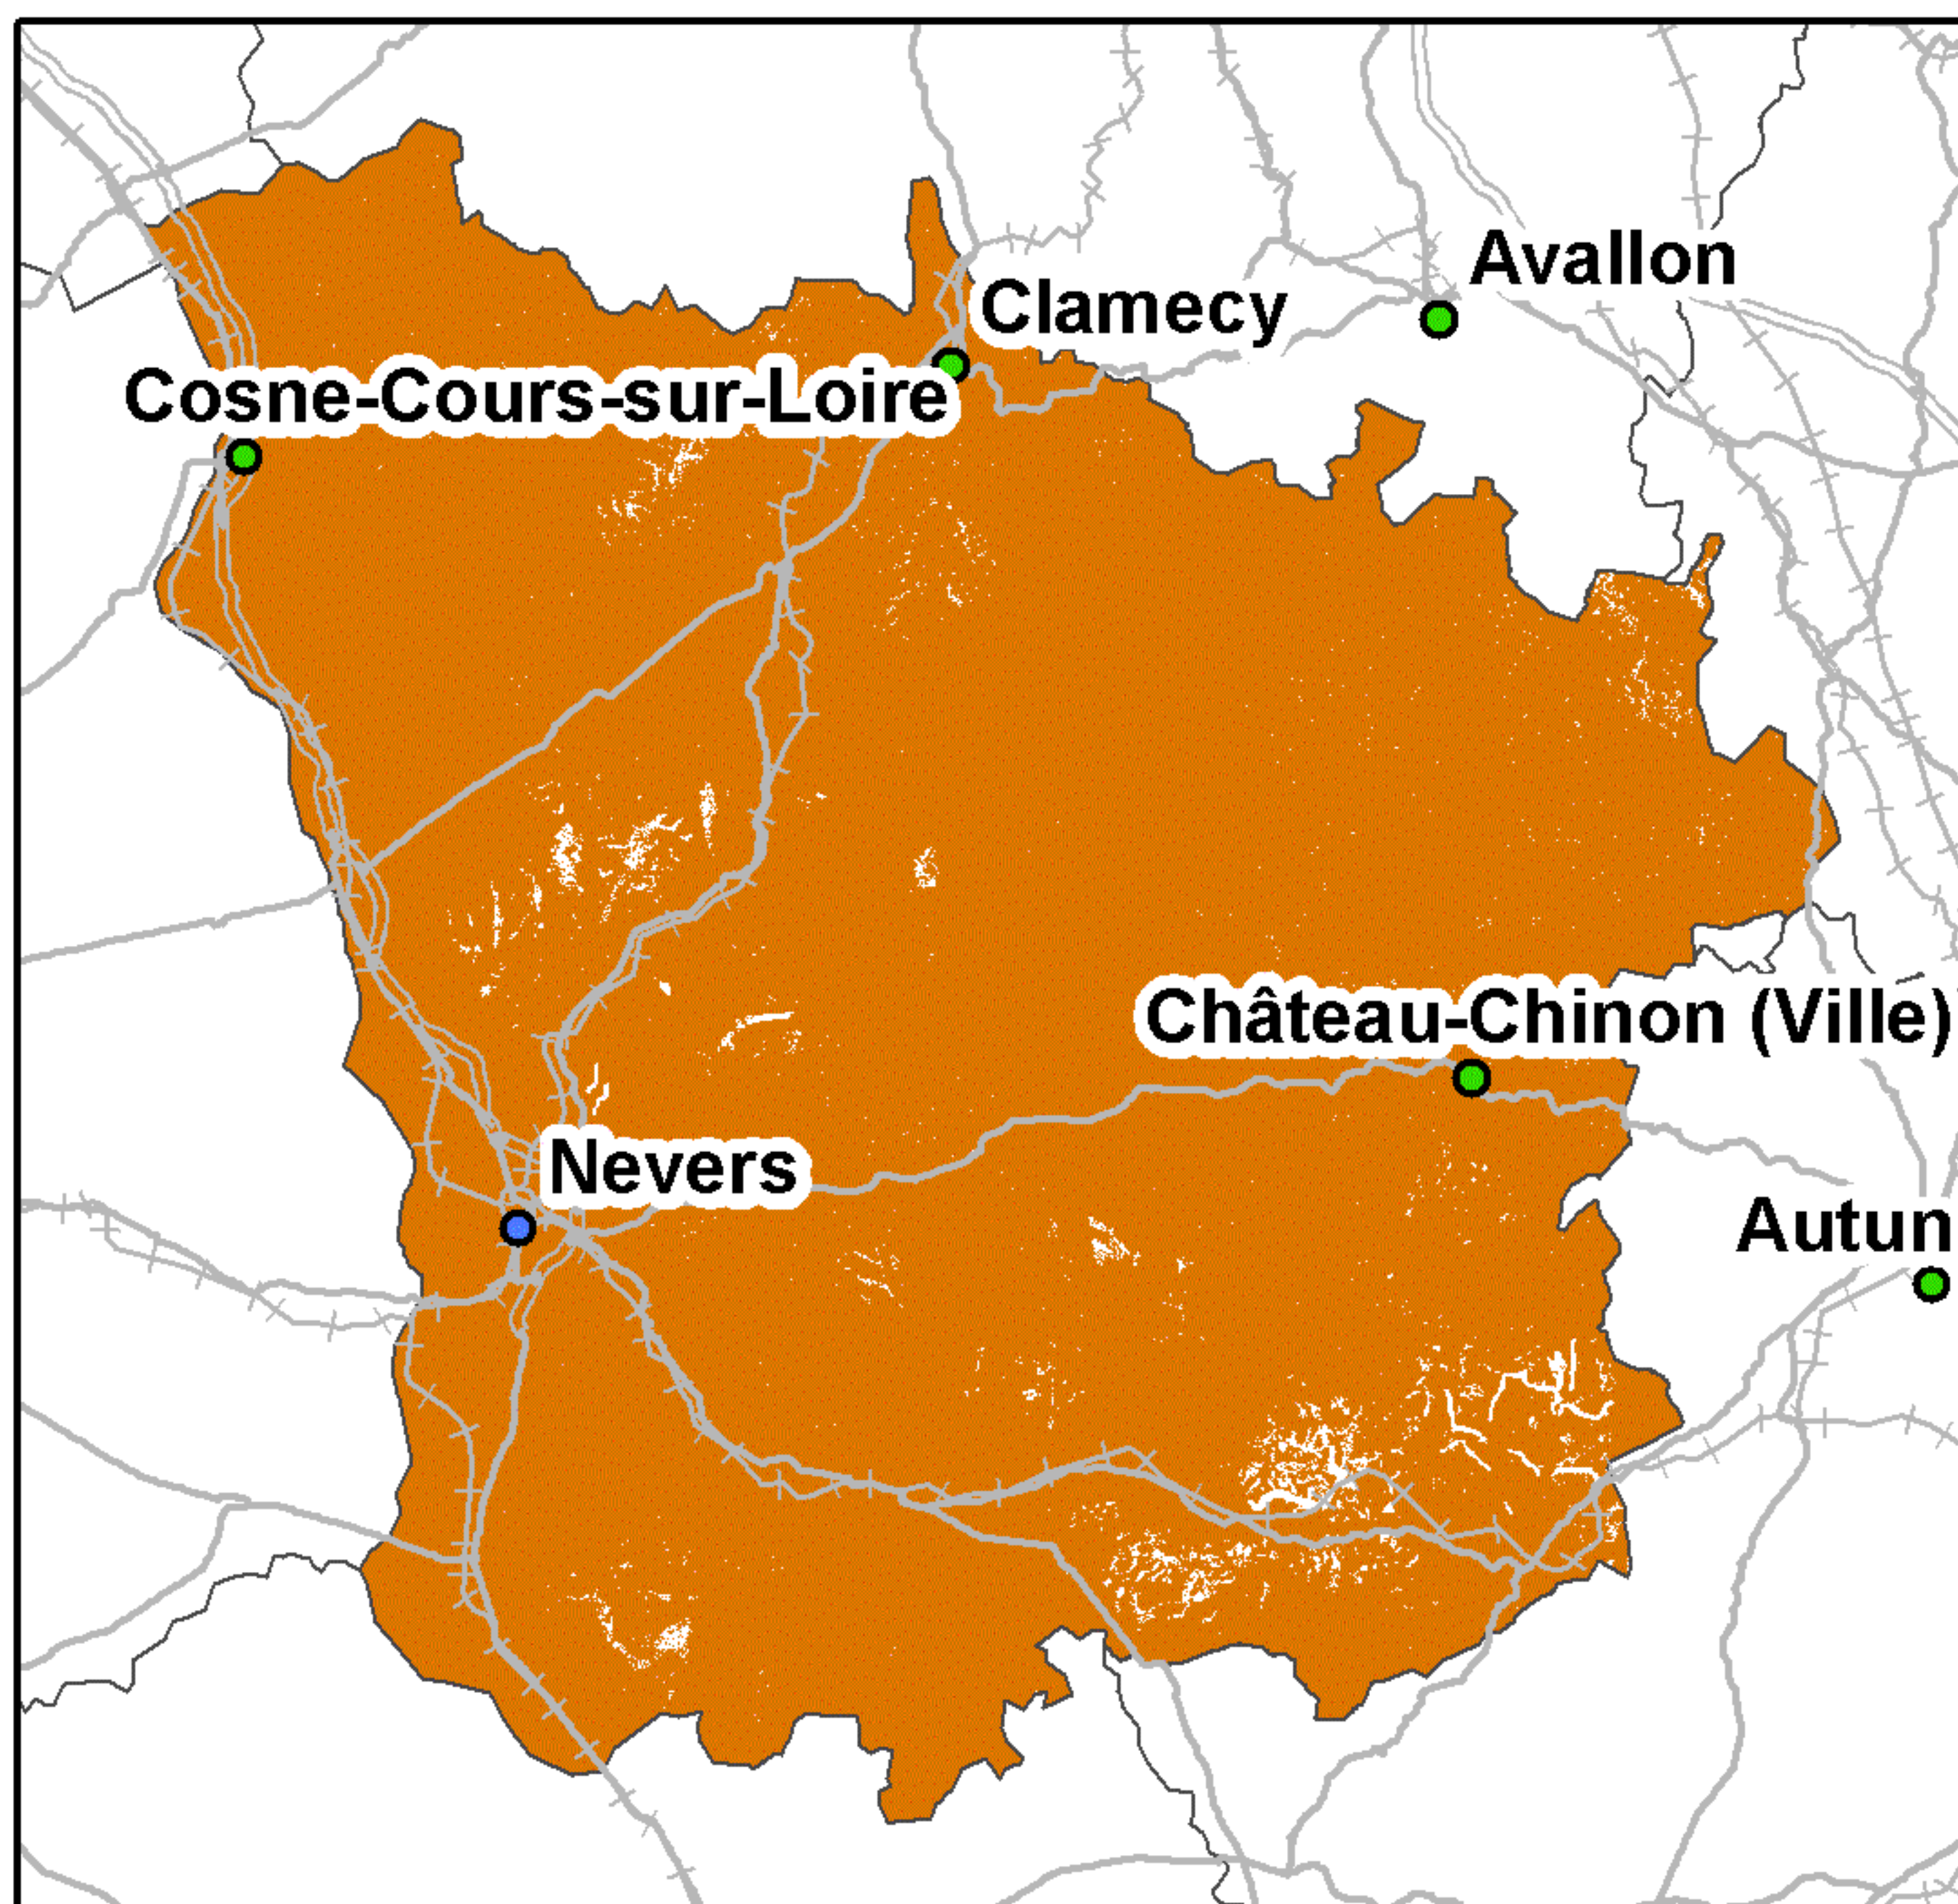 Avallon
Clamecy
Cosne-Cours-sur-Loire
Château-Chinon (Ville)
Nevers
Autun